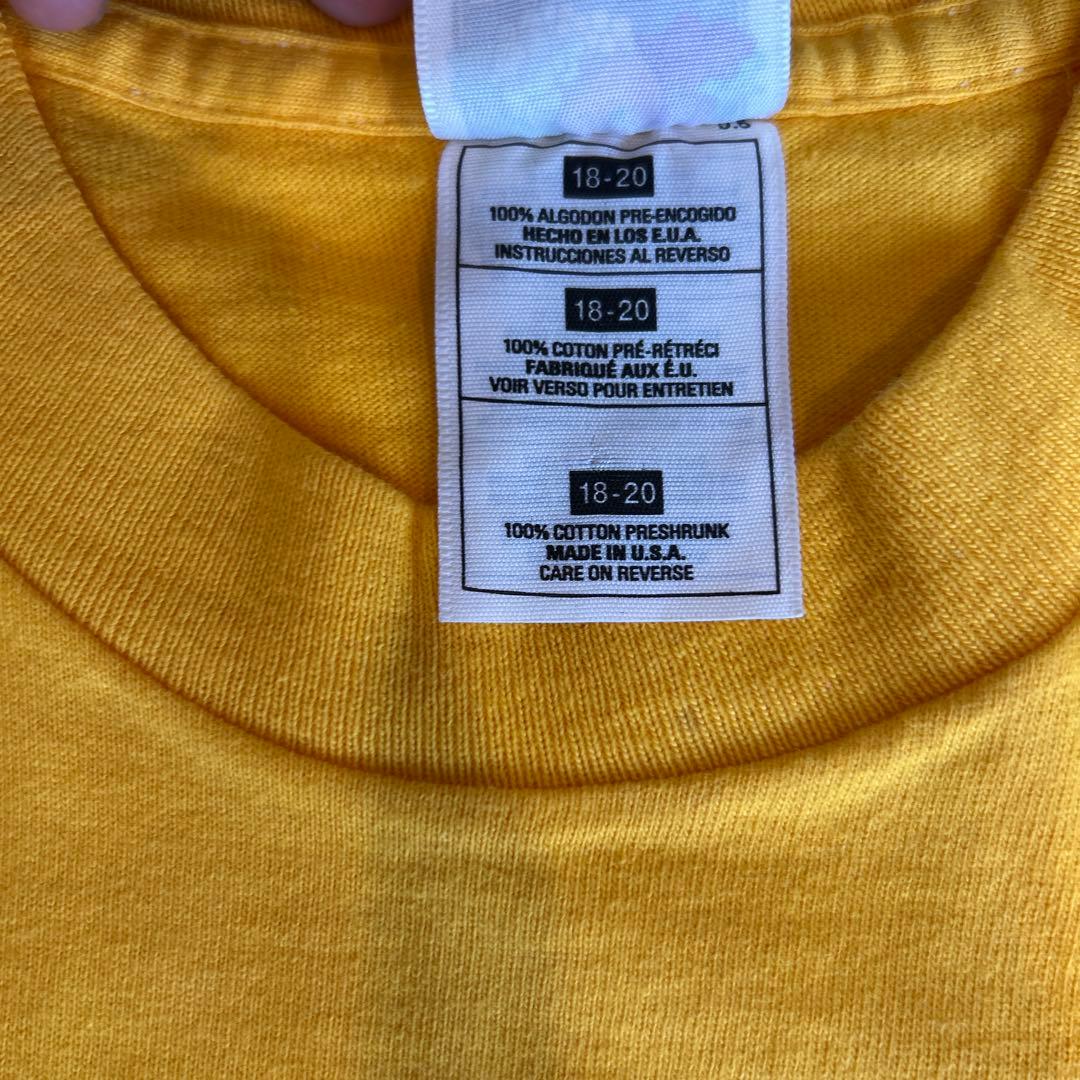 18-20
100% ALGODON PRE-ENCOGIDO
HECHO EN LOS E.U.A.
INSTRUCCIONES AL REVERSO
18-20
100% COTON PRÉ-RÉTRÉCI
FABRIQUÉ AUX É.U.
VOIR VERSO POUR ENTRETIEN
18-20
100% COTTON PRESHRUNK
MADE IN U.S.A.
CARE ON REVERSE